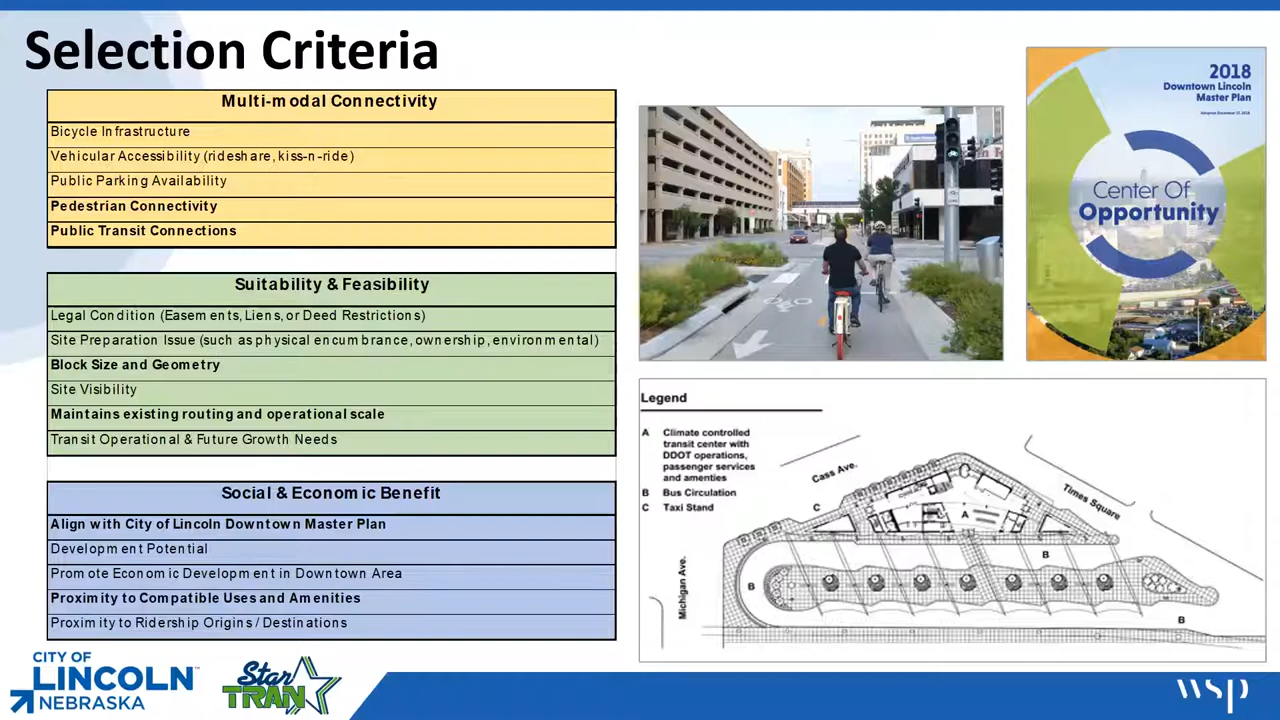 Selection Criteria
Multi-modal Connectivity
Bicycle Infrastructure
Vehicular Accessibility (rideshare, kiss-n-ride)
Public Parking Availability
Pedestrian Connectivity
Public Transit Connections
Suitability & Feasibility
Legal Condition (Easements, Liens, or Deed Restrictions)
Site Preparation Issue (such as physical encumbrance, ownership, environmental)
Block Size and Geometry
Site Visibility
Maintains existing routing and operational scale
Transit Operational & Future Growth Needs
Social & Economic Benefit
Align with City of Lincoln Downtown Master Plan
Development Potential
Promote Economic Development in Downtown Area
Proximity to Compatible Uses and Amenities
Proximity to Ridership Origins / Destinations
2018
Downtown Lincoln
Master Plan
Center Of
Opportunity
Legend
A Climate controlled
transit center with
DDOT operations,
passenger services
and amenties
B Bus Circulation
C Taxi Stand
Cass Ave.
Times Square
Michigan Ave.
C
A
B
B
B
CITY OF
LINCOLN
NEBRASKA
Star
TRAN
wsp